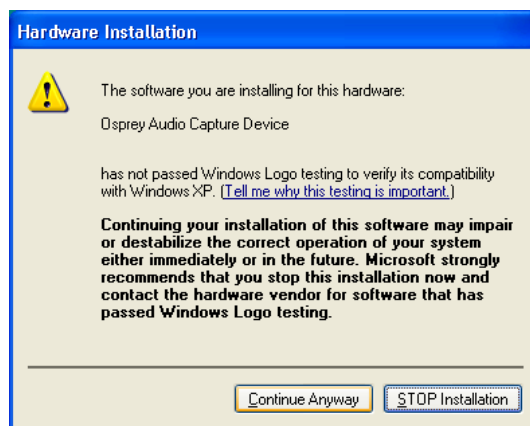 Hardware Installation
The software you are installing for this hardware:
Osprey Audio Capture Device
has not passed Windows Logo testing to verify its compatibility
with Windows XP. (Tell me why this testing is important.)
Continuing your installation of this software may impair
or destabilize the correct operation of your system
either immediately or in the future. Microsoft strongly
recommends that you stop this installation now and
contact the hardware vendor for software that has
passed Windows Logo testing.
Continue Anyway STOP Installation